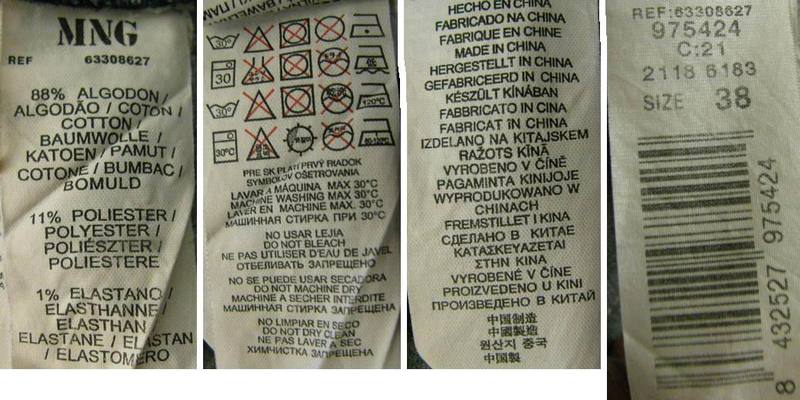 MNG
REF 63308627
88% ALGODON /
ALGODÃO / COTON /
COTTON /
BAUMWOLLE /
KATOEN / PAMUT /
COTONE / BUMBAC /
BOMULD
11% POLIESTER /
POLYESTER /
POLIÉSZTER /
POLIESTERE
1% ELASTANO /
ELASTHANNE /
ELASTHAN
ELASTANE / ELASTAN
/ ELASTOMERO
30°
30
120°C
30°C
PRE SK PLATÍ PRVÝ RIADOK
SYMBOLOV OŠETROVANIA
LAVAR A MÁQUINA MAX 30°C
MACHINE WASHING MAX 30°C
LAVER EN MACHINE MAX. 30°C
МАШИННАЯ СТИРКА ПРИ 30°C
NO USAR LEJIA
DO NOT BLEACH
NE PAS UTILISER D'EAU DE JAVEL
ОТБЕЛИВАТЬ ЗАПРЕЩЕНО
NO SE PUEDE USAR SECADORA
DO NOT MACHINE DRY
MACHINE A SECHER INTERDITE
МАШИННАЯ СТИРКА ЗАПРЕЩЕНА
NO LIMPIAR EN SECO
DO NOT DRY CLEAN
NE PAS LAVER A SEC
ХИМЧИСТКА ЗАПРЕЩЕНА
HECHO EN CHINA
FABRICADO NA CHINA
FABRIQUE EN CHINE
MADE IN CHINA
HERGESTELLT IN CHINA
GEFABRICEERD IN CHINA
KÉSZÜLT KÍNÁBAN
FABBRICATO IN CINA
FABRICAT ÎN CHINA
IZDELANO NA KITAJSKEM
RAŽOTS ĶĪNĀ
VYROBENO V ČÍNĚ
PAGAMINTA KINIJOJE
WYPRODUKOWANO W
CHINACH
FREMSTILLET I KINA
СДЕЛАНО В КИТАЕ
ΚΑΤΑΣΚΕΥΑΖΕΤΑΙ
ΣΤΗΝ ΚΙΝΑ
VYROBENÉ V ČÍNE
PROIZVEDENO U KINI
ПРОИЗВЕДЕНО В КИТАЙ
中国制造
中國製造
원산지 중국
中国製
REF:63308627
975424
C:21
2118 6183
SIZE 38
8 432527 975424